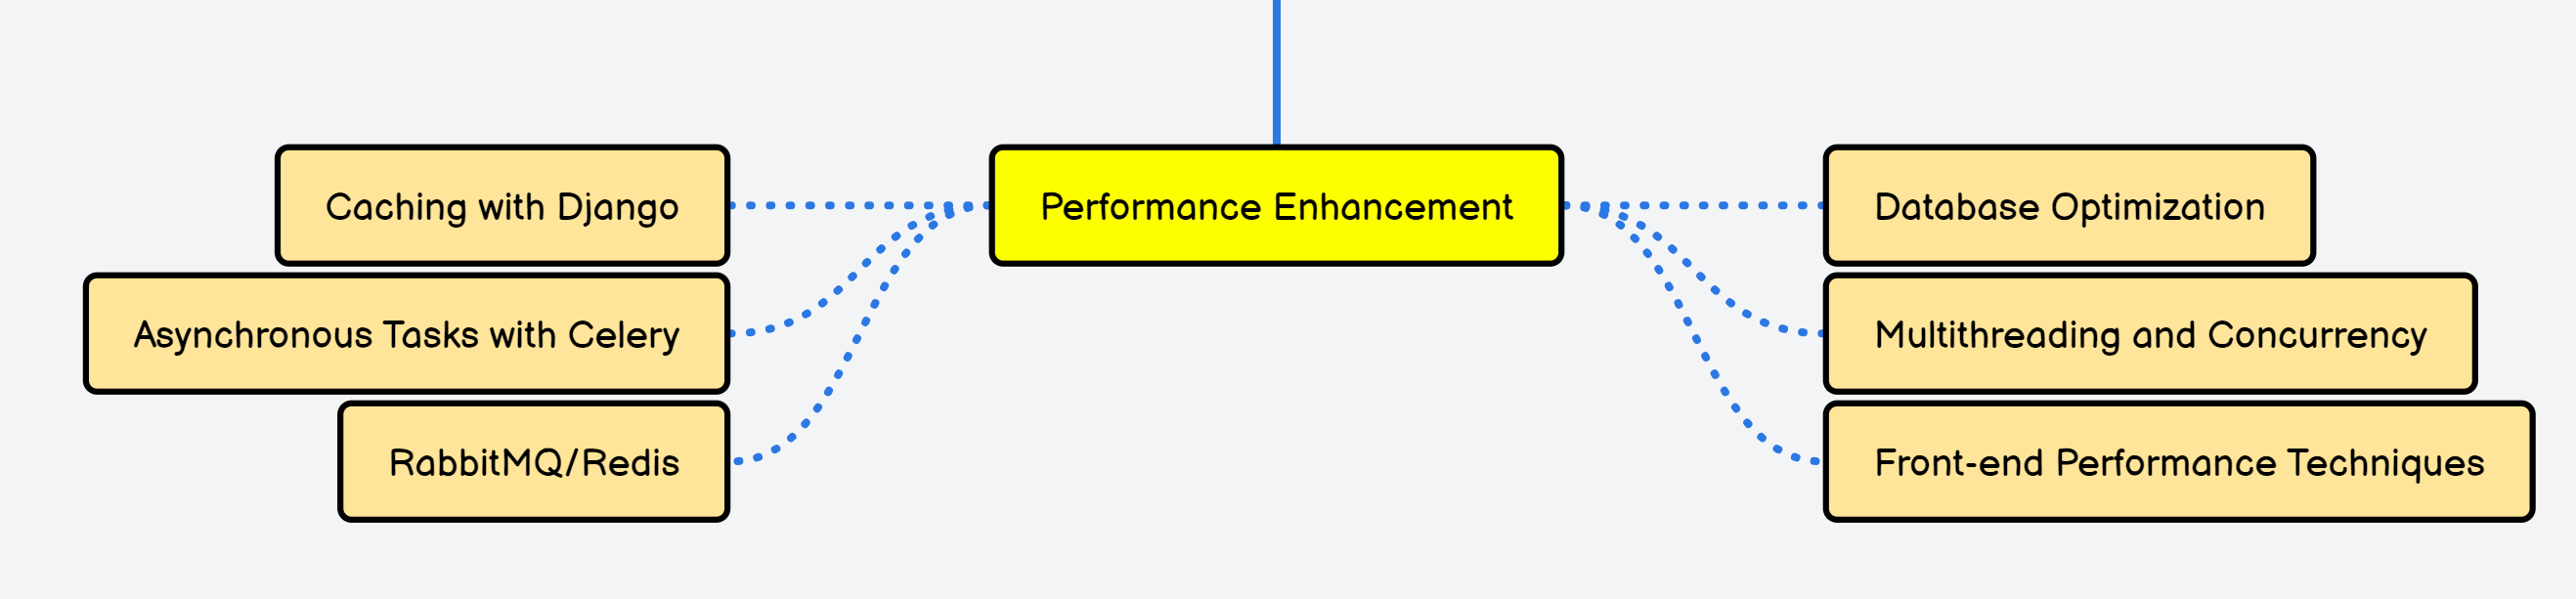 Performance Enhancement
Caching with Django
Asynchronous Tasks with Celery
RabbitMQ/Redis
Database Optimization
Multithreading and Concurrency
Front-end Performance Techniques